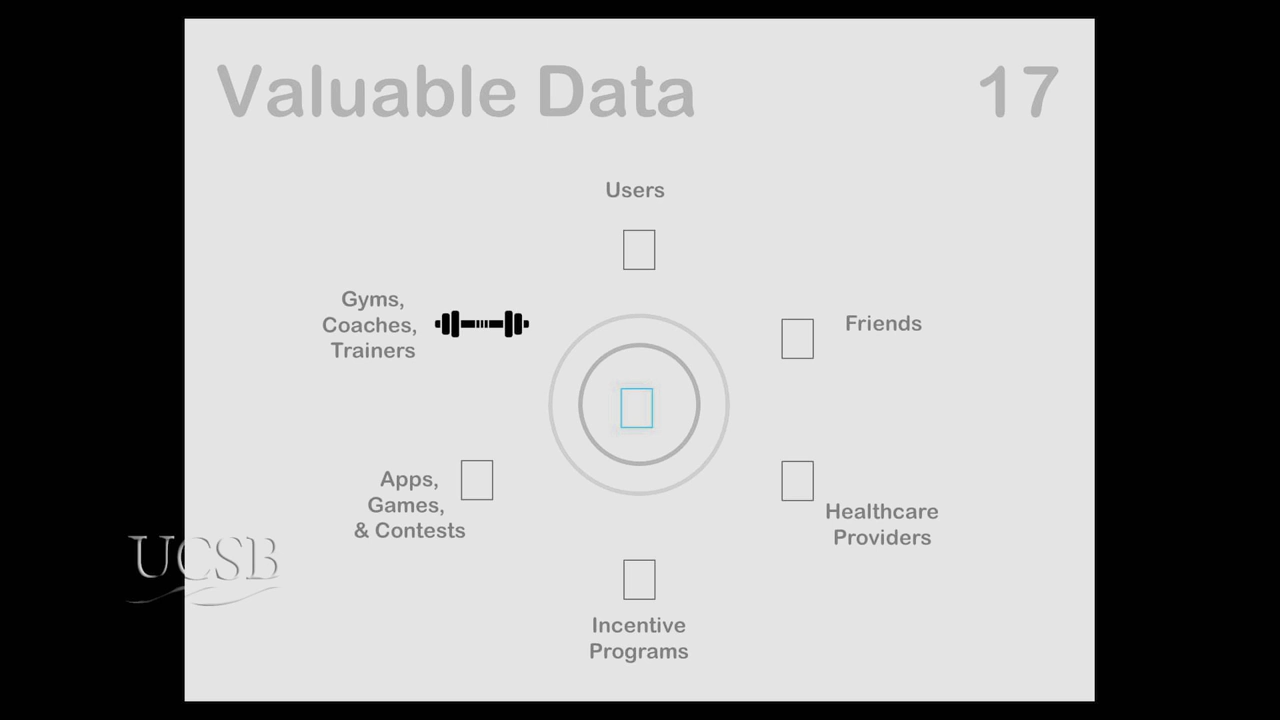 Valuable Data
17
Users
Gyms,
Coaches,
Trainers
Friends
Apps,
Games,
& Contests
Healthcare
Providers
Incentive
Programs
UCSB